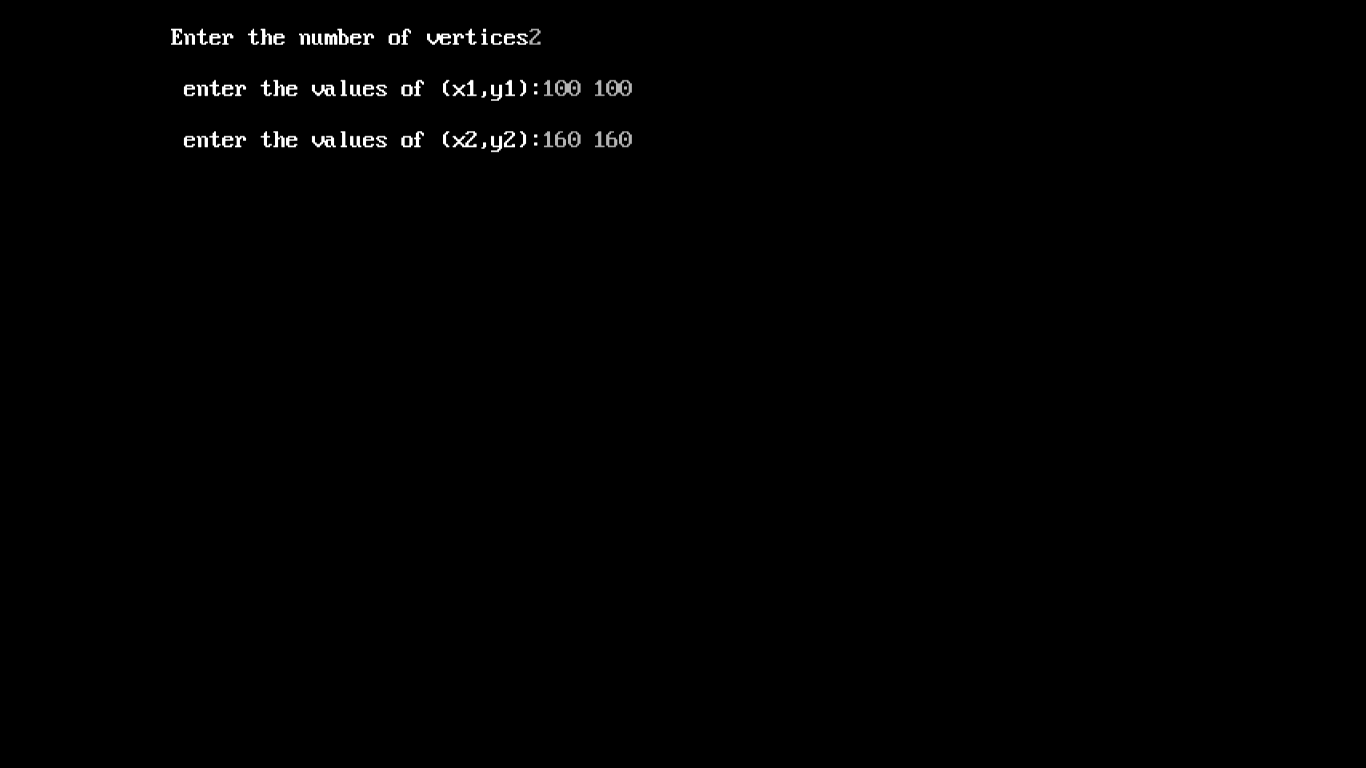 Enter the number of vertices2
enter the values of (x1,y1):100 100
enter the values of (x2,y2):160 160